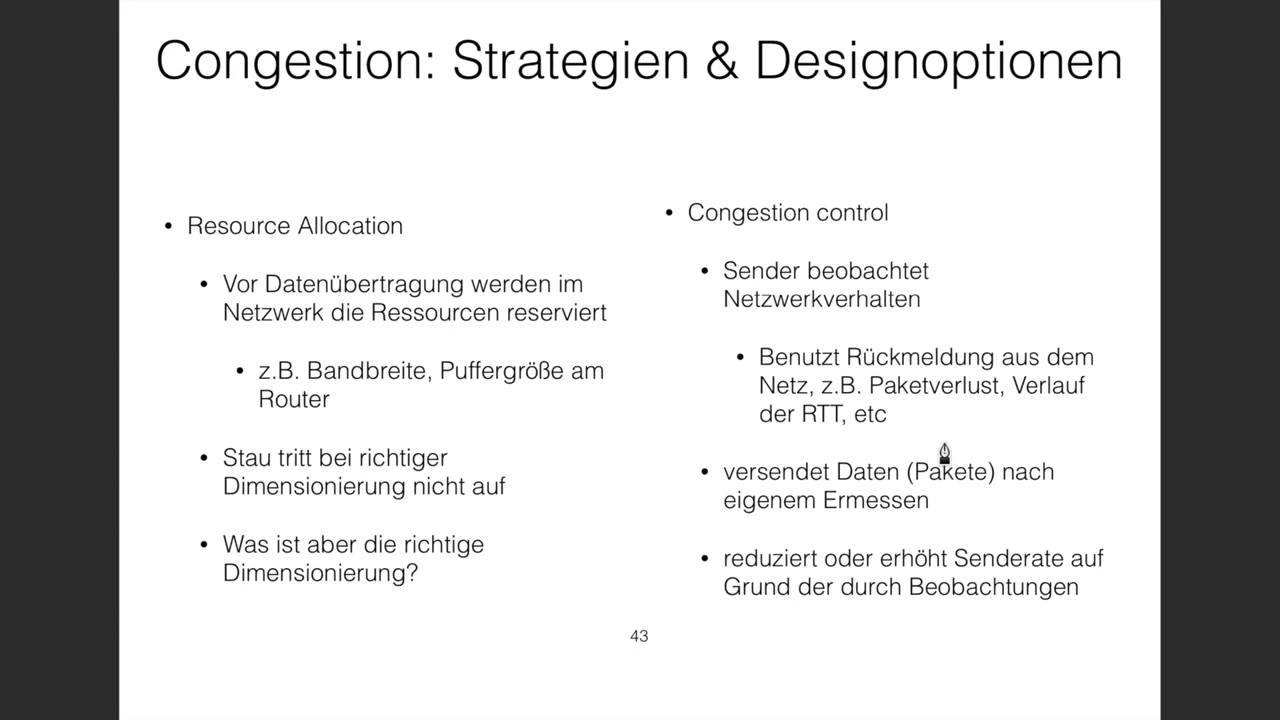 Congestion: Strategien & Designoptionen
• Resource Allocation
• Vor Datenübertragung werden im
Netzwerk die Ressourcen reserviert
• z.B. Bandbreite, Puffergröße am
Router
• Stau tritt bei richtiger
Dimensionierung nicht auf
• Was ist aber die richtige
Dimensionierung?
• Congestion control
• Sender beobachtet
Netzwerkverhalten
• Benutzt Rückmeldung aus dem
Netz, z.B. Paketverlust, Verlauf
der RTT, etc
• versendet Daten (Pakete) nach
eigenem Ermessen
• reduziert oder erhöht Senderate auf
Grund der durch Beobachtungen
43